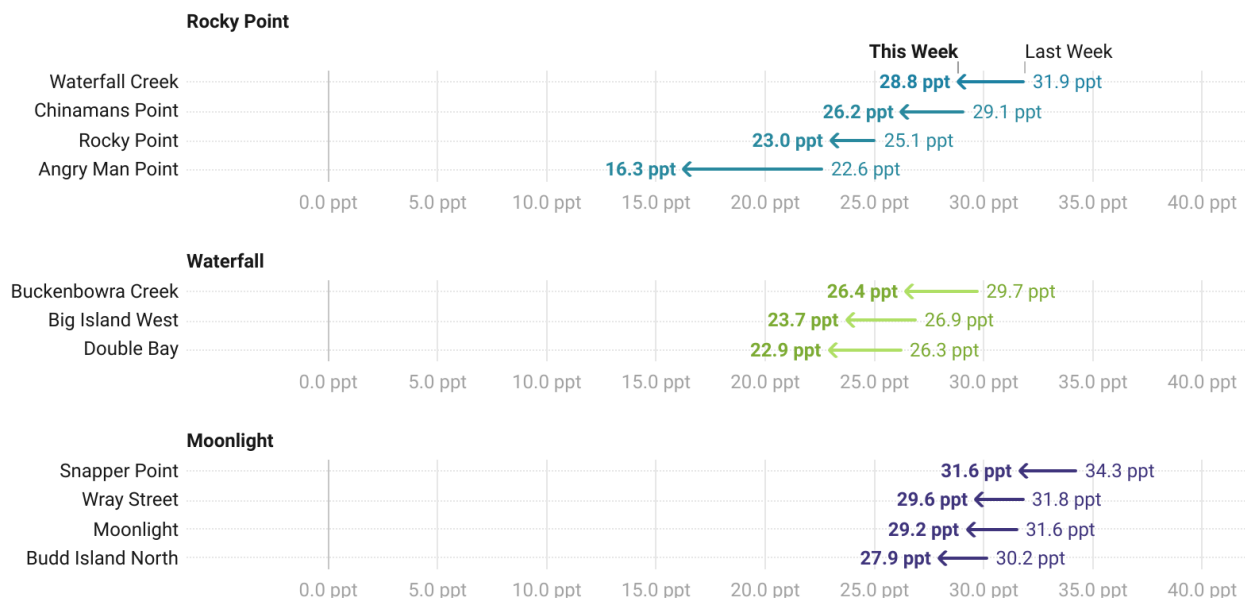 Rocky Point
This Week Last Week
Waterfall Creek 28.8 ppt 31.9 ppt
Chinamans Point 26.2 ppt 29.1 ppt
Rocky Point 23.0 ppt 25.1 ppt
Angry Man Point 16.3 ppt 22.6 ppt
0.0 ppt 5.0 ppt 10.0 ppt 15.0 ppt 20.0 ppt 25.0 ppt 30.0 ppt 35.0 ppt 40.0 ppt
Waterfall
Buckenbowra Creek 26.4 ppt 29.7 ppt
Big Island West 23.7 ppt 26.9 ppt
Double Bay 22.9 ppt 26.3 ppt
0.0 ppt 5.0 ppt 10.0 ppt 15.0 ppt 20.0 ppt 25.0 ppt 30.0 ppt 35.0 ppt 40.0 ppt
Moonlight
Snapper Point 31.6 ppt 34.3 ppt
Wray Street 29.6 ppt 31.8 ppt
Moonlight 29.2 ppt 31.6 ppt
Budd Island North 27.9 ppt 30.2 ppt
0.0 ppt 5.0 ppt 10.0 ppt 15.0 ppt 20.0 ppt 25.0 ppt 30.0 ppt 35.0 ppt 40.0 ppt